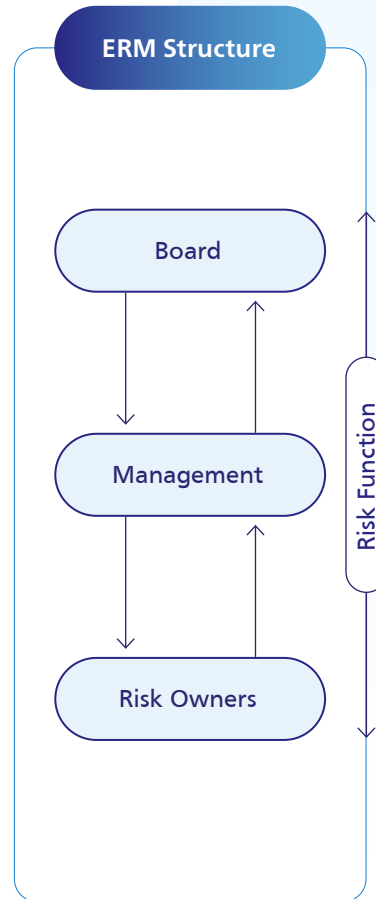 ERM Structure
Board
Management
Risk Function
Risk Owners